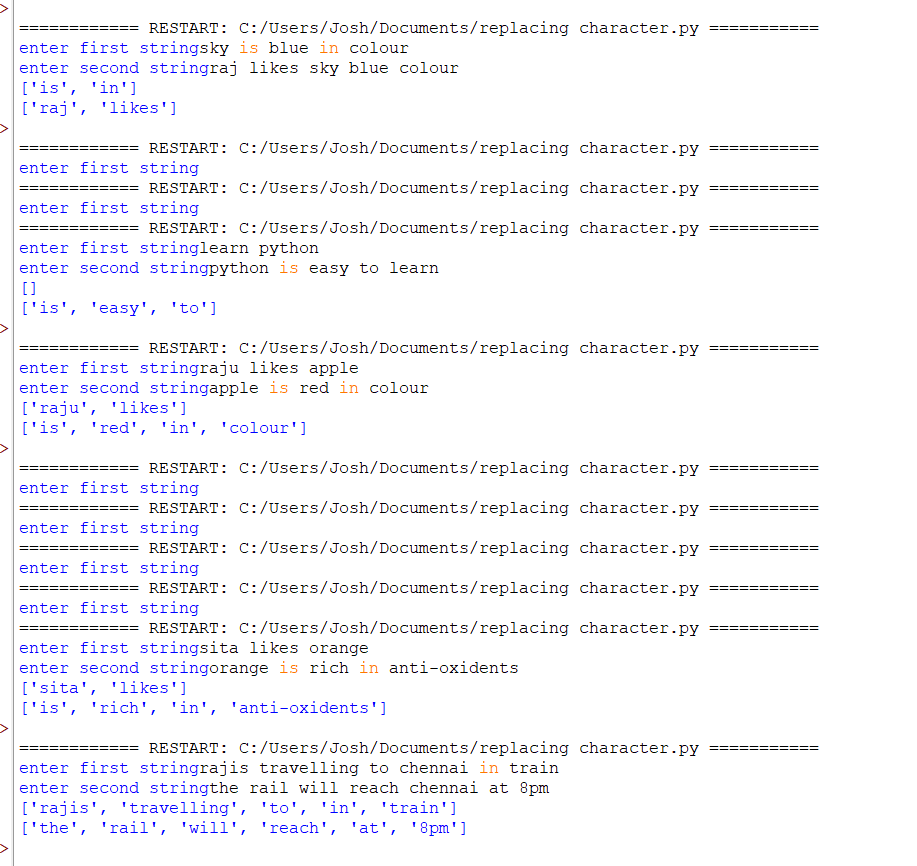 >
============ RESTART: C:/Users/Josh/Documents/replacing character.py ===========
enter first stringsky is blue in colour
enter second stringraj likes sky blue colour
['is', 'in']
['raj', 'likes']
>
============ RESTART: C:/Users/Josh/Documents/replacing character.py ===========
enter first string
============ RESTART: C:/Users/Josh/Documents/replacing character.py ===========
enter first string
============ RESTART: C:/Users/Josh/Documents/replacing character.py ===========
enter first stringlearn python
enter second stringpython is easy to learn
[]
['is', 'easy', 'to']
>
============ RESTART: C:/Users/Josh/Documents/replacing character.py ===========
enter first stringraju likes apple
enter second stringapple is red in colour
['raju', 'likes']
['is', 'red', 'in', 'colour']
>
============ RESTART: C:/Users/Josh/Documents/replacing character.py ===========
enter first string
============ RESTART: C:/Users/Josh/Documents/replacing character.py ===========
enter first string
============ RESTART: C:/Users/Josh/Documents/replacing character.py ===========
enter first string
============ RESTART: C:/Users/Josh/Documents/replacing character.py ===========
enter first string
============ RESTART: C:/Users/Josh/Documents/replacing character.py ===========
enter first stringsita likes orange
enter second stringorange is rich in anti-oxidents
['sita', 'likes']
['is', 'rich', 'in', 'anti-oxidents']
>
============ RESTART: C:/Users/Josh/Documents/replacing character.py ===========
enter first stringrajis travelling to chennai in train
enter second stringthe rail will reach chennai at 8pm
['rajis', 'travelling', 'to', 'in', 'train']
['the', 'rail', 'will', 'reach', 'at', '8pm']
>